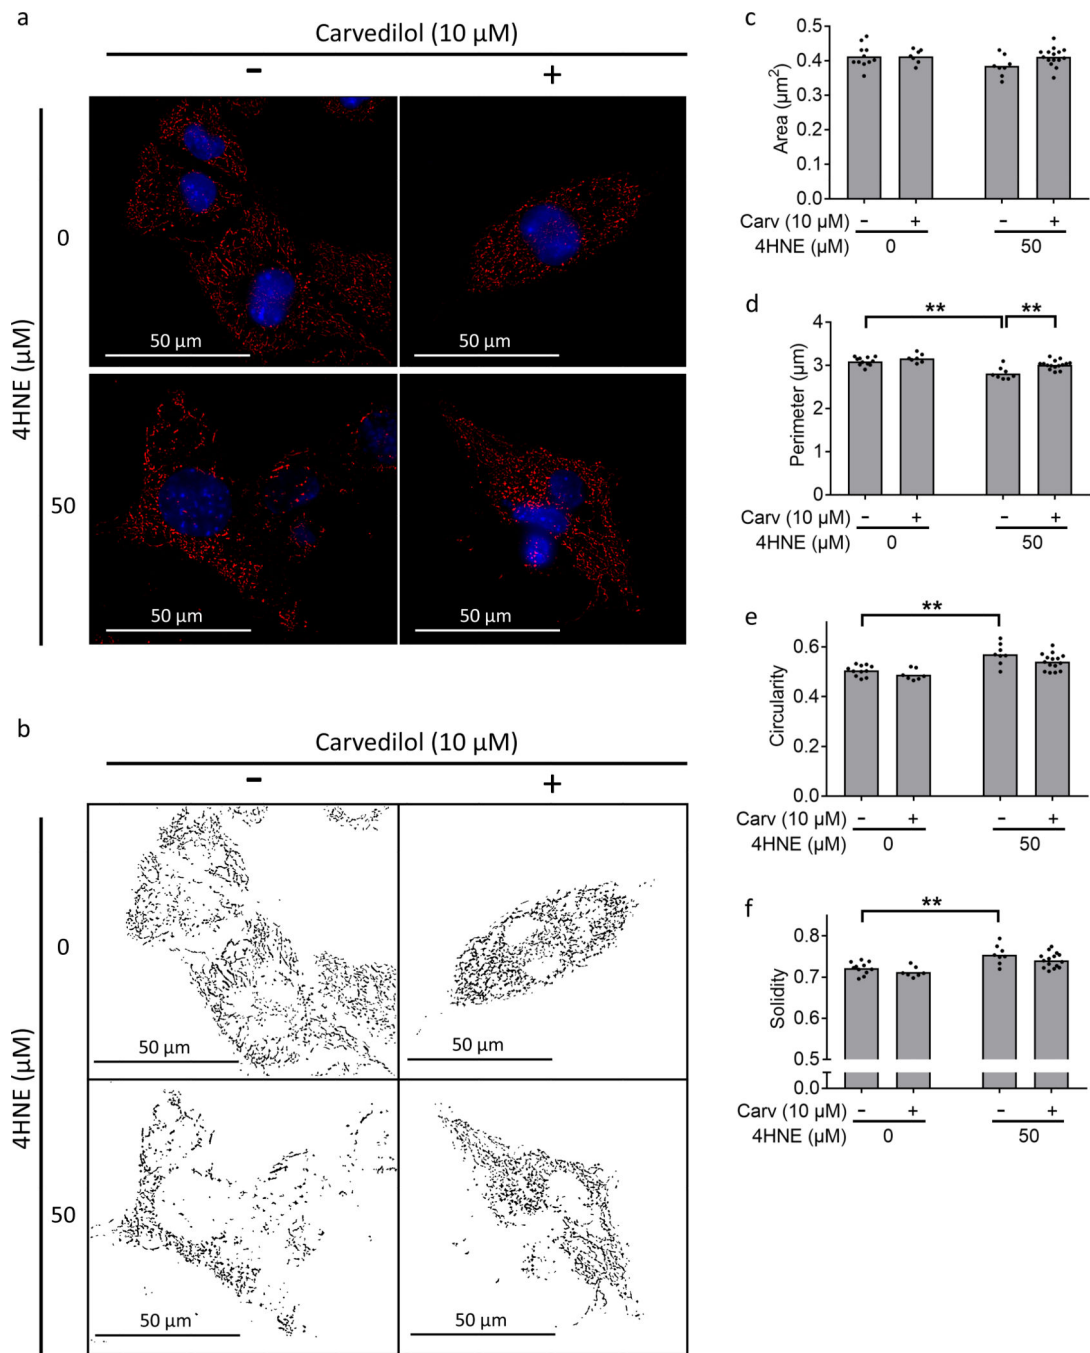 a
Carvedilol (10 µM)
− +
4HNE (µM)
0
50 µm 50 µm
50
50 µm 50 µm
b
Carvedilol (10 µM)
− +
4HNE (µM)
0
50 µm 50 µm
50
50 µm 50 µm
c
Area (µm²)
0.5
0.4
0.3
0.2
0.1
0.0
Carv (10 µM) − + − +
4HNE (µM) 0 50
d
** **
Perimeter (µm)
4
3
2
1
0
Carv (10 µM) − + − +
4HNE (µM) 0 50
e
**
Circularity
0.6
0.4
0.2
0.0
Carv (10 µM) − + − +
4HNE (µM) 0 50
f
**
Solidity
0.8
0.7
0.6
0.5
0.0
Carv (10 µM) − + − +
4HNE (µM) 0 50